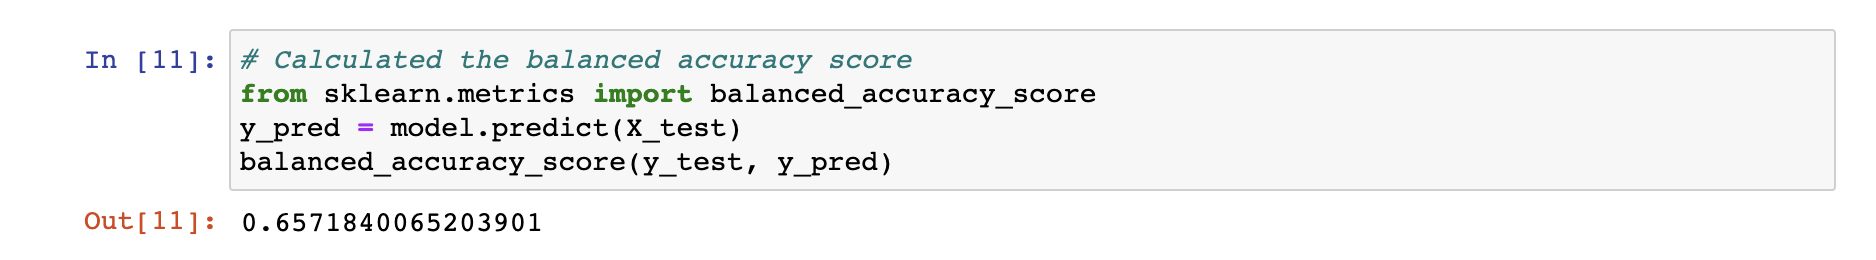 In [11]: # Calculated the balanced accuracy score
from sklearn.metrics import balanced_accuracy_score
y_pred = model.predict(X_test)
balanced_accuracy_score(y_test, y_pred)
Out[11]: 0.6571840065203901